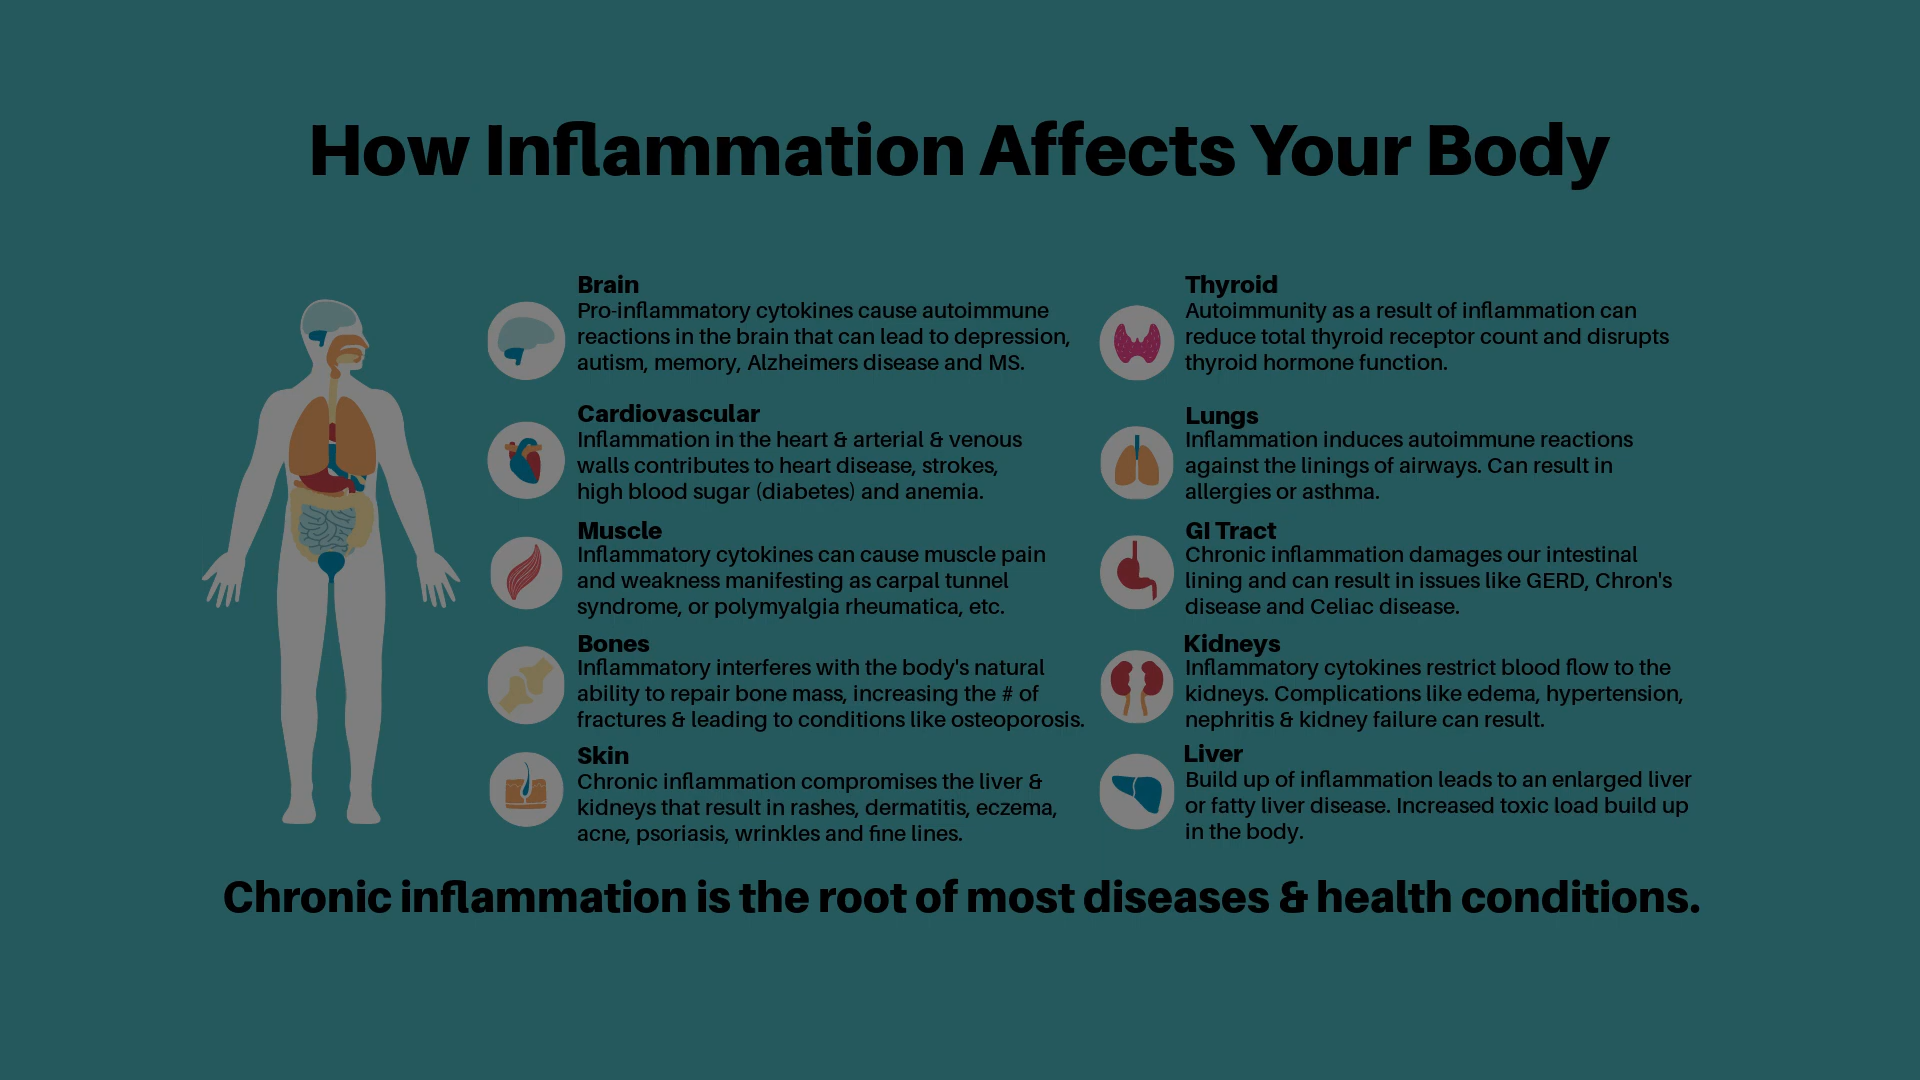 How Inflammation Affects Your Body
Brain
Pro-inflammatory cytokines cause autoimmune
reactions in the brain that can lead to depression,
autism, memory, Alzheimers disease and MS.
Cardiovascular
Inflammation in the heart & arterial & venous
walls contributes to heart disease, strokes,
high blood sugar (diabetes) and anemia.
Muscle
Inflammatory cytokines can cause muscle pain
and weakness manifesting as carpal tunnel
syndrome, or polymyalgia rheumatica, etc.
Bones
Inflammatory interferes with the body's natural
ability to repair bone mass, increasing the # of
fractures & leading to conditions like osteoporosis.
Skin
Chronic inflammation compromises the liver &
kidneys that result in rashes, dermatitis, eczema,
acne, psoriasis, wrinkles and fine lines.
Thyroid
Autoimmunity as a result of inflammation can
reduce total thyroid receptor count and disrupts
thyroid hormone function.
Lungs
Inflammation induces autoimmune reactions
against the linings of airways. Can result in
allergies or asthma.
GI Tract
Chronic inflammation damages our intestinal
lining and can result in issues like GERD, Chron's
disease and Celiac disease.
Kidneys
Inflammatory cytokines restrict blood flow to the
kidneys. Complications like edema, hypertension,
nephritis & kidney failure can result.
Liver
Build up of inflammation leads to an enlarged liver
or fatty liver disease. Increased toxic load build up
in the body.
Chronic inflammation is the root of most diseases & health conditions.